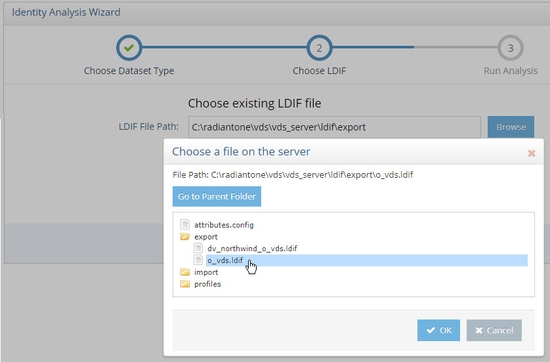 Identity Analysis Wizard
2
3
Choose Dataset Type
Choose LDIF
Run Analysis
Choose existing LDIF file
LDIF File Path:
C:\radiantone\vds\vds_server\ldif\export
Browse
Choose a file on the server
File Path: C:\radiantone\vds\vds_server\ldif\export\o_vds.ldif
Go to Parent Folder
attributes.config
export
dv_northwind_o_vds.ldif
o_vds.ldif
import
profiles
OK
Cancel